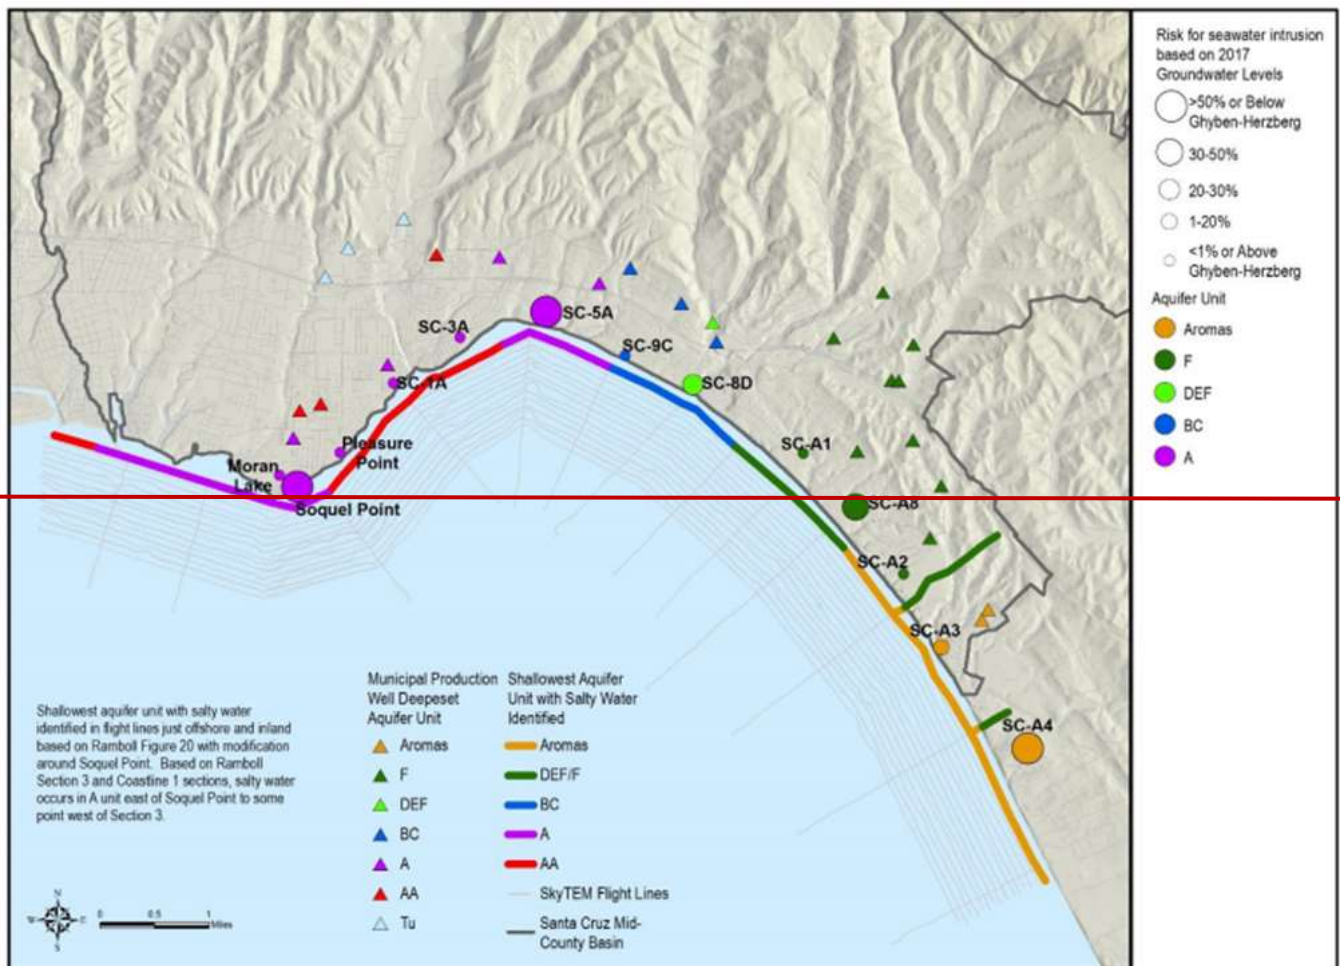 Risk for seawater intrusion
based on 2017
Groundwater Levels
>50% or Below
Ghyben-Herzberg
30-50%
20-30%
1-20%
<1% or Above
Ghyben-Herzberg
Aquifer Unit
Aromas
F
DEF
BC
A
SC-5A
SC-3A
SC-9C
SC-1A
SC-8D
SC-A1
Pleasure
Point
Moran
Lake
Soquel Point
SC-A8
SC-A2
SC-A3
SC-A4
Shallowest aquifer unit with salty water
identified in flight lines just offshore and inland
based on Ramboll Figure 20 with modification
around Soquel Point. Based on Ramboll
Section 3 and Coastline 1 sections, salty water
occurs in A unit east of Soquel Point to some
point west of Section 3.
N
W
E
S
0 0.5 1
Miles
Municipal Production
Well Deepeset
Aquifer Unit
Aromas
F
DEF
BC
A
AA
Tu
Shallowest Aquifer
Unit with Salty Water
Identified
Aromas
DEF/F
BC
A
AA
SkyTEM Flight Lines
Santa Cruz Mid-
County Basin